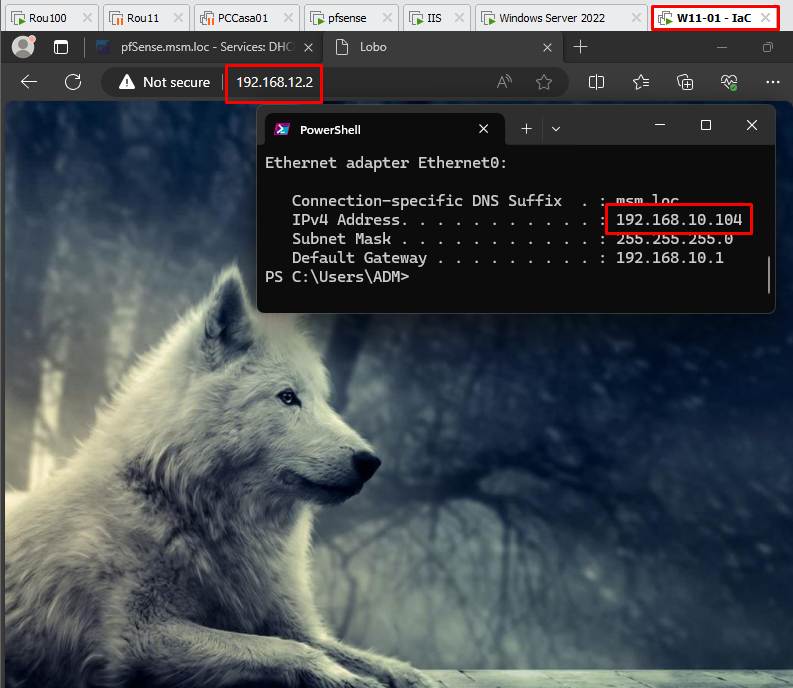 Rou100 Rou11 PCCasa01 pfsense IIS Windows Server 2022 W11-01 - IaC
pfSense.msm.loc - Services: DHC Lobo
Not secure 192.168.12.2
PowerShell
Ethernet adapter Ethernet0:
Connection-specific DNS Suffix . : msm.loc
IPv4 Address. . . . . . . . . . . : 192.168.10.104
Subnet Mask . . . . . . . . . . . : 255.255.255.0
Default Gateway . . . . . . . . . : 192.168.10.1
PS C:\Users\ADM>